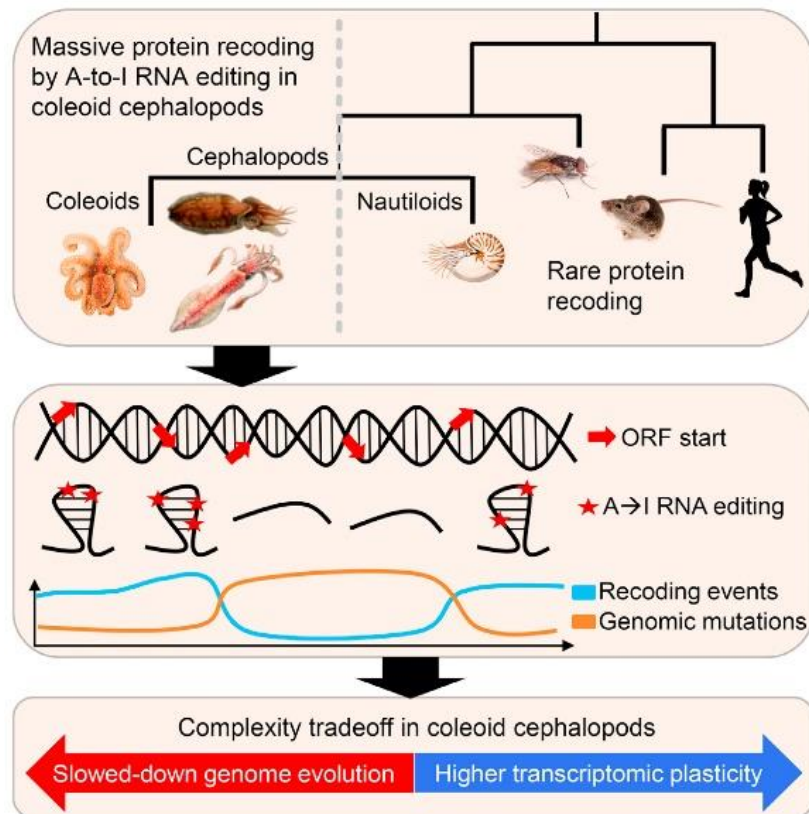 Massive protein recoding
by A-to-I RNA editing in
coleoid cephalopods
Cephalopods
Coleoids
Nautiloids
Rare protein
recoding
ORF start
A→I RNA editing
Recoding events
Genomic mutations
Complexity tradeoff in coleoid cephalopods
Slowed-down genome evolution
Higher transcriptomic plasticity